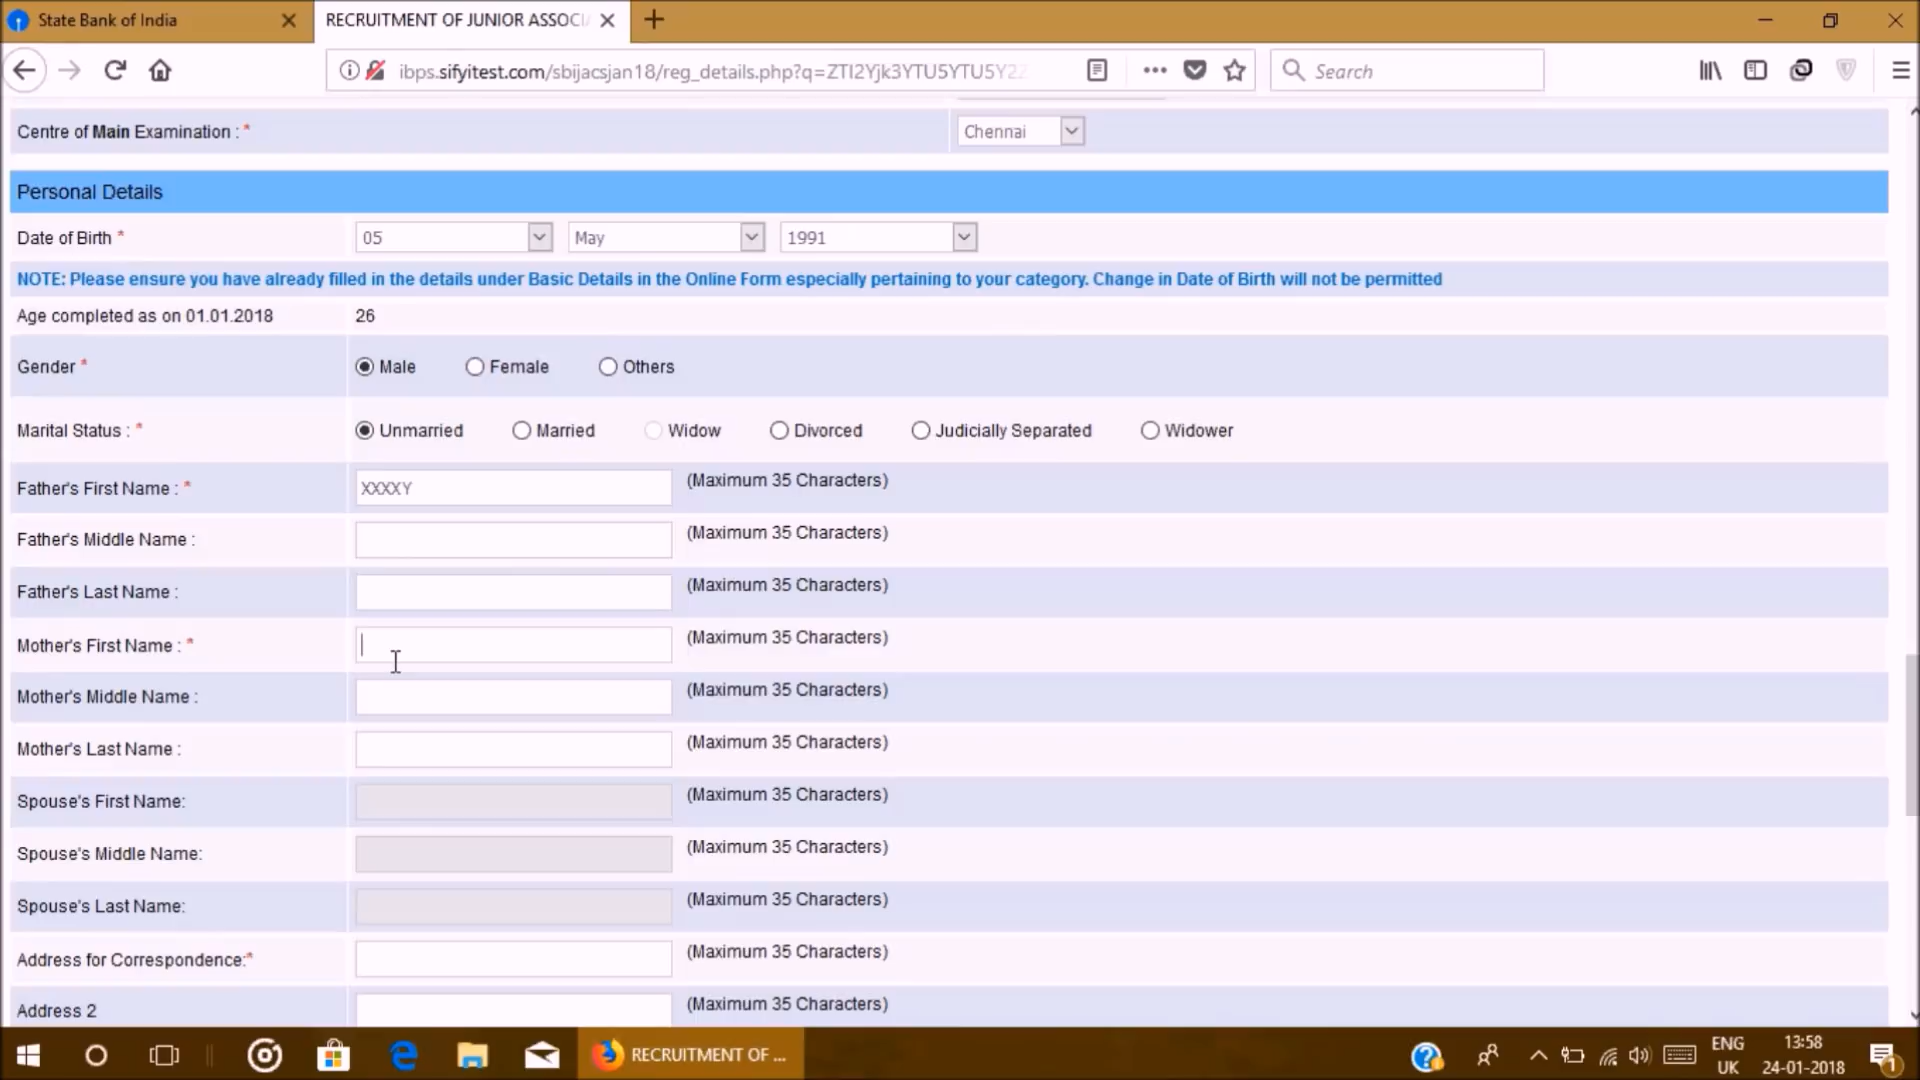 State Bank of India
RECRUITMENT OF JUNIOR ASSOCI
ibps.sifyitest.com/sbijacsjan18/reg_details.php?q=ZTI2Yjk3YTU5YTU5Y2Z
Search
Centre of Main Examination : *
Chennai
Personal Details
Date of Birth *
05 May 1991
NOTE: Please ensure you have already filled in the details under Basic Details in the Online Form especially pertaining to your category. Change in Date of Birth will not be permitted
Age completed as on 01.01.2018 26
Gender * Male Female Others
Marital Status : * Unmarried Married Widow Divorced Judicially Separated Widower
Father's First Name : * XXXXY (Maximum 35 Characters)
Father's Middle Name : (Maximum 35 Characters)
Father's Last Name : (Maximum 35 Characters)
Mother's First Name : * (Maximum 35 Characters)
Mother's Middle Name : (Maximum 35 Characters)
Mother's Last Name : (Maximum 35 Characters)
Spouse's First Name: (Maximum 35 Characters)
Spouse's Middle Name: (Maximum 35 Characters)
Spouse's Last Name: (Maximum 35 Characters)
Address for Correspondence:* (Maximum 35 Characters)
Address 2 (Maximum 35 Characters)
RECRUITMENT OF ...
ENG
UK
13:58
24-01-2018
1